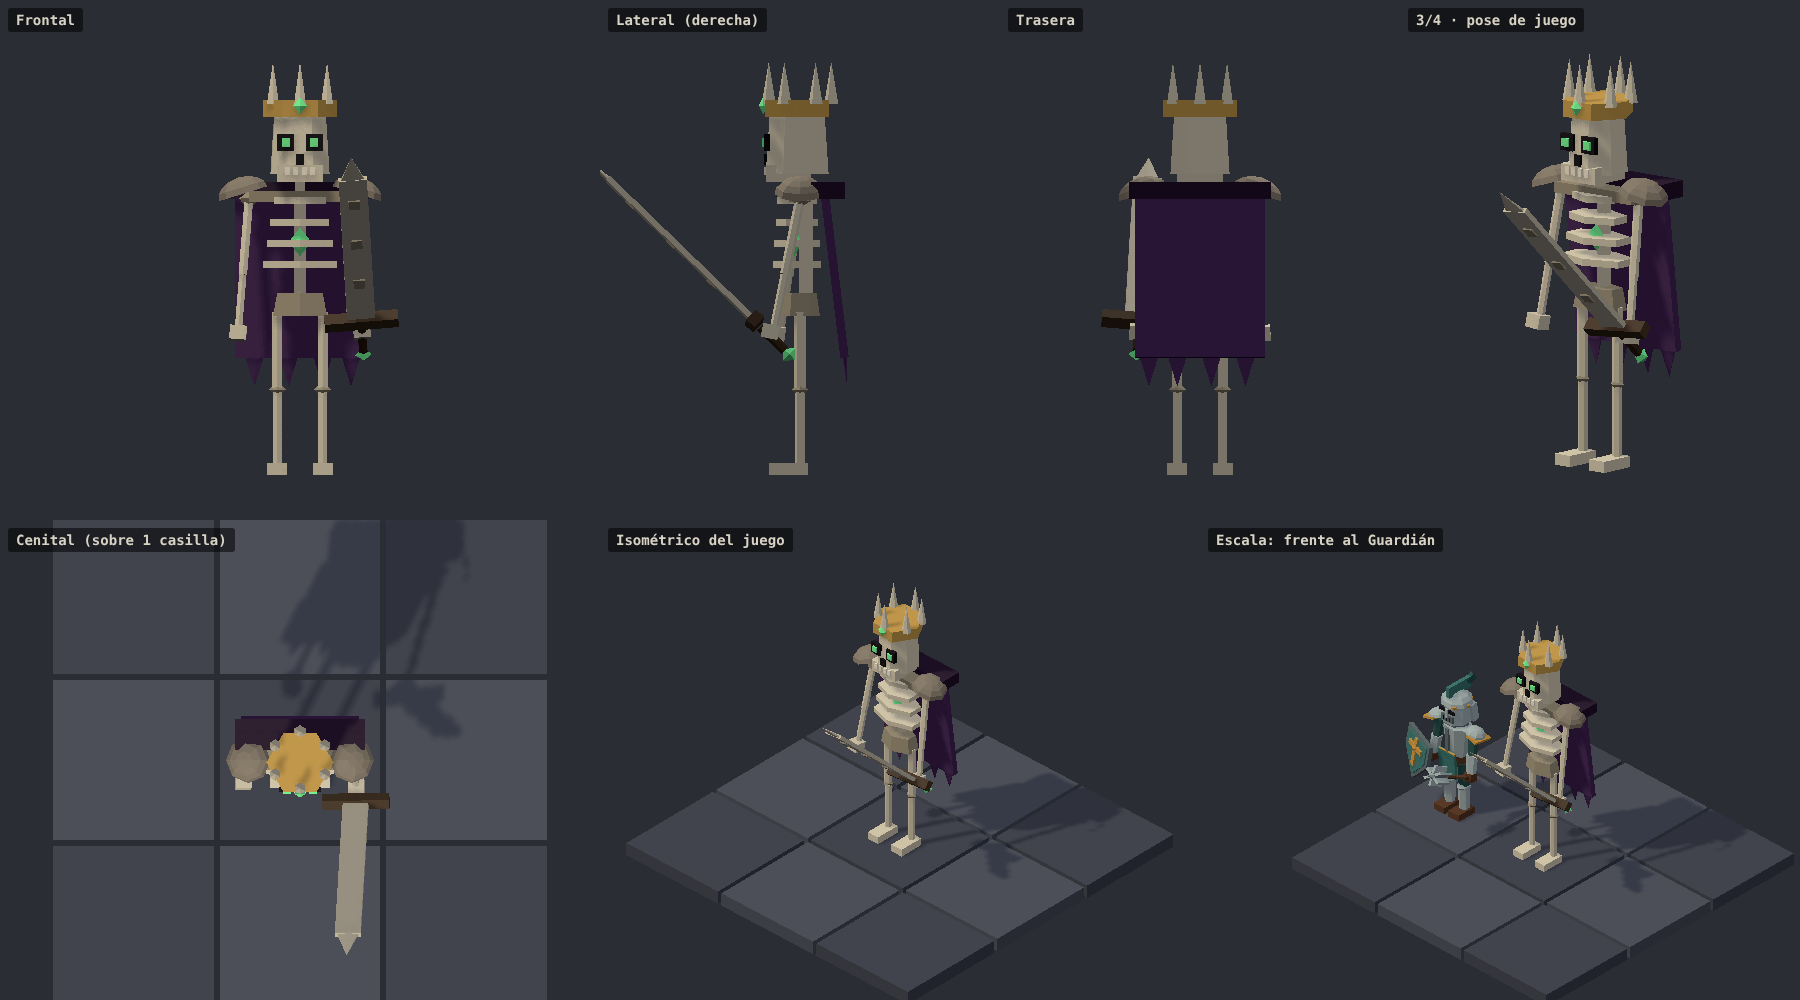 Frontal
Lateral (derecha)
Trasera
3/4 · pose de juego
Cenital (sobre 1 casilla)
Isométrico del juego
Escala: frente al Guardián